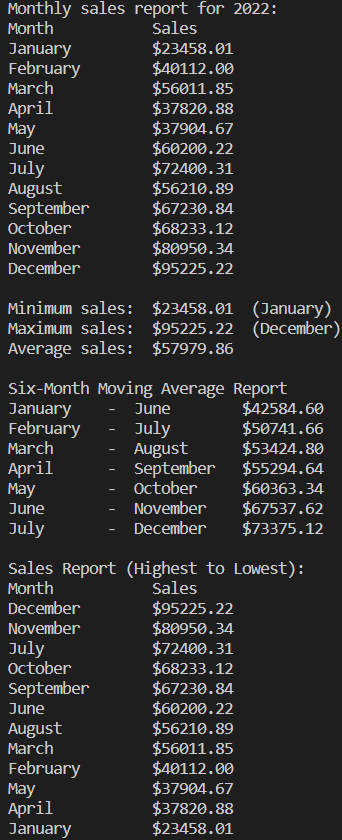 Monthly sales report for 2022:
Month Sales
January $23458.01
February $40112.00
March $56011.85
April $37820.88
May $37904.67
June $60200.22
July $72400.31
August $56210.89
September $67230.84
October $68233.12
November $80950.34
December $95225.22
Minimum sales: $23458.01 (January)
Maximum sales: $95225.22 (December)
Average sales: $57979.86
Six-Month Moving Average Report
January - June $42584.60
February - July $50741.66
March - August $53424.80
April - September $55294.64
May - October $60363.34
June - November $67537.62
July - December $73375.12
Sales Report (Highest to Lowest):
Month Sales
December $95225.22
November $80950.34
July $72400.31
October $68233.12
September $67230.84
June $60200.22
August $56210.89
March $56011.85
February $40112.00
May $37904.67
April $37820.88
January $23458.01